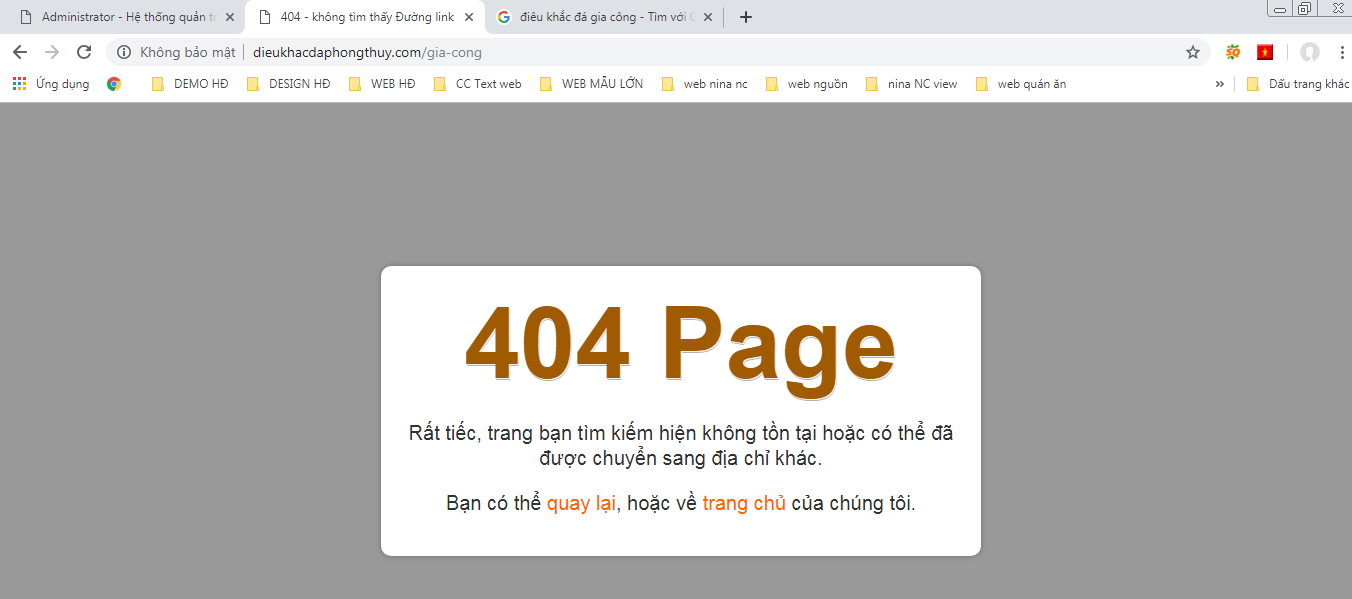 Administrator - Hệ thống quản tr
404 - không tìm thấy Đường link
điêu khắc đá gia công - Tìm với G
Không bảo mật | dieukhacdaphongthuy.com/gia-cong
Ứng dụng DEMO HĐ DESIGN HĐ WEB HĐ CC Text web WEB MẪU LỚN web nina nc web nguồn nina NC view web quán ăn » Dấu trang khác
404 Page
Rất tiếc, trang bạn tìm kiếm hiện không tồn tại hoặc có thể đã
được chuyển sang địa chỉ khác.
Bạn có thể quay lại, hoặc về trang chủ của chúng tôi.